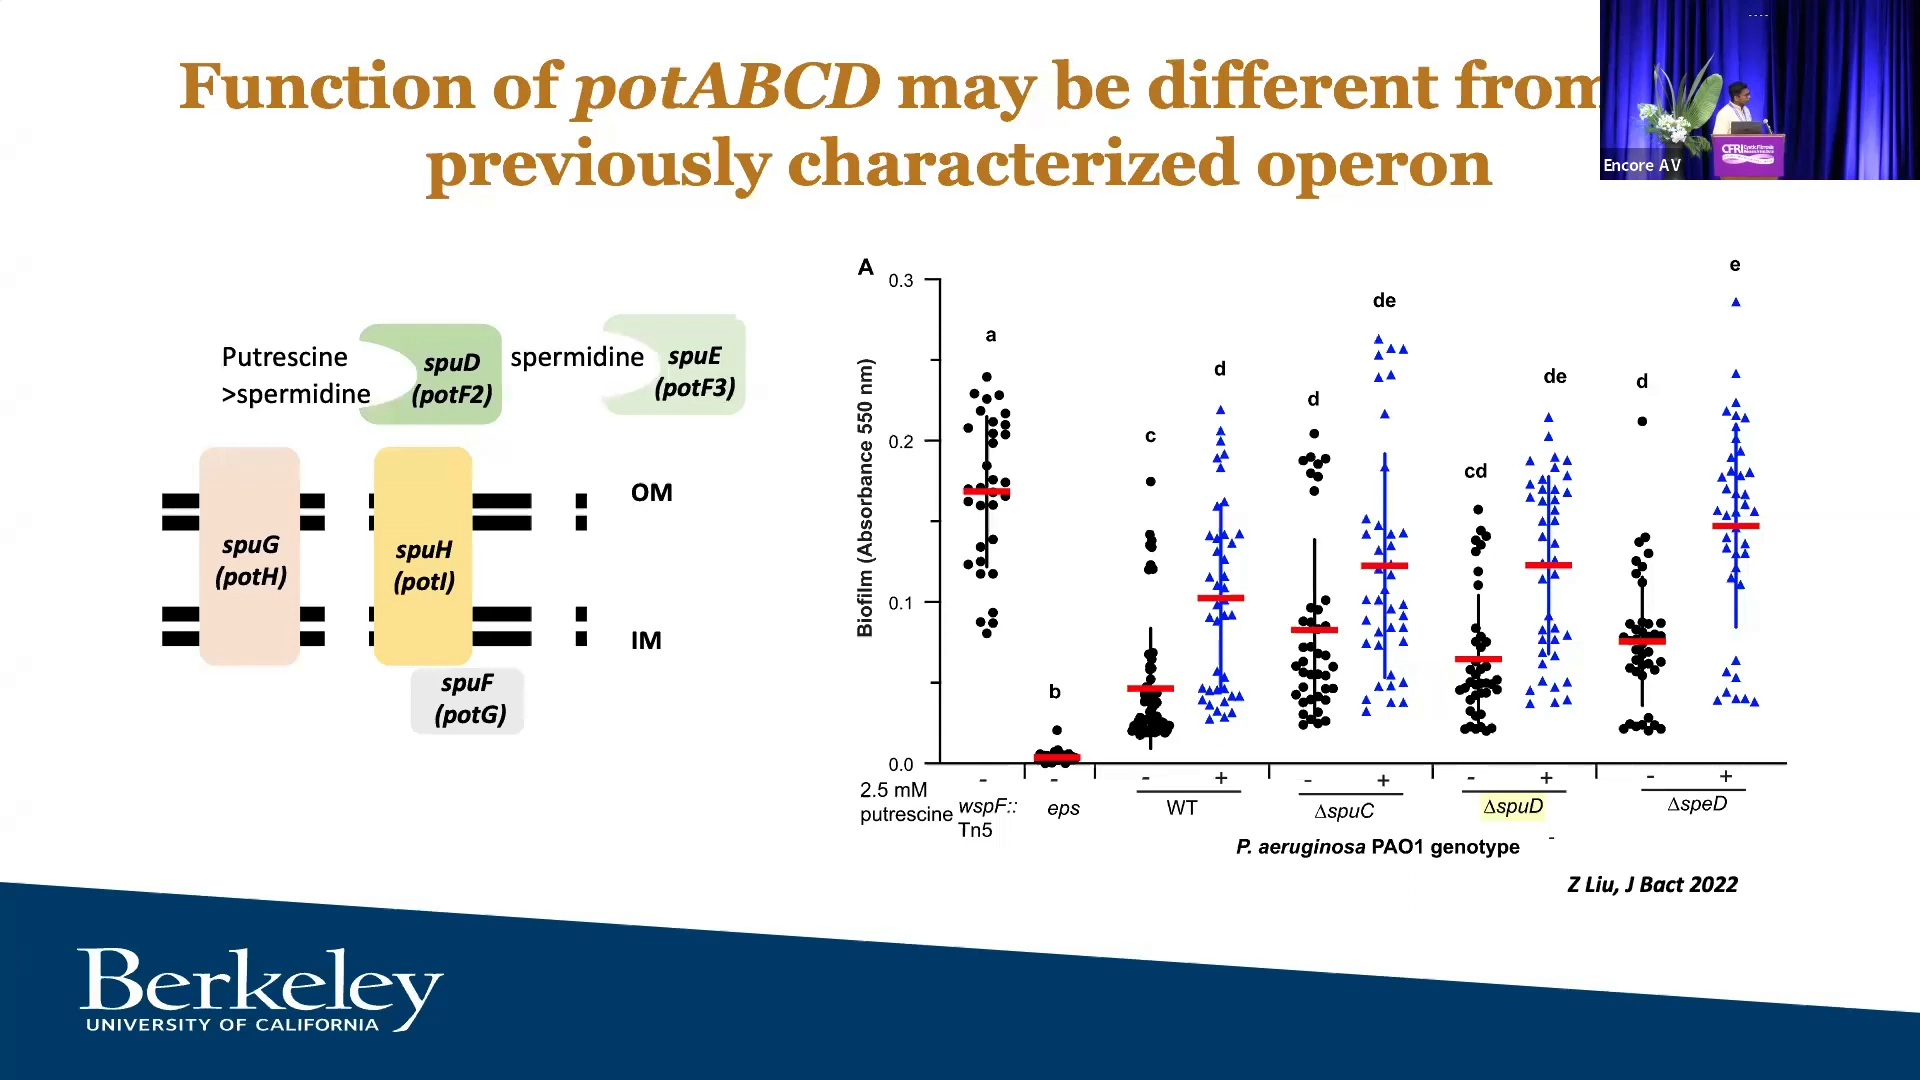 Function of potABCD may be different from
previously characterized operon
Encore AV
CFRI Cystic Fibrosis
Putrescine
>spermidine
spuD
(potF2)
spermidine
spuE
(potF3)
spuG
(potH)
spuH
(potI)
OM
IM
spuF
(potG)
A
Biofilm (Absorbance 550 nm)
0.3
0.2
0.1
0.0
a
b
c
d
d
de
cd
de
d
e
2.5 mM
putrescine
- - - + - + - + - +
wspF::
Tn5
eps
WT
ΔspuC
ΔspuD
ΔspeD
-
P. aeruginosa PAO1 genotype
Z Liu, J Bact 2022
Berkeley
UNIVERSITY OF CALIFORNIA